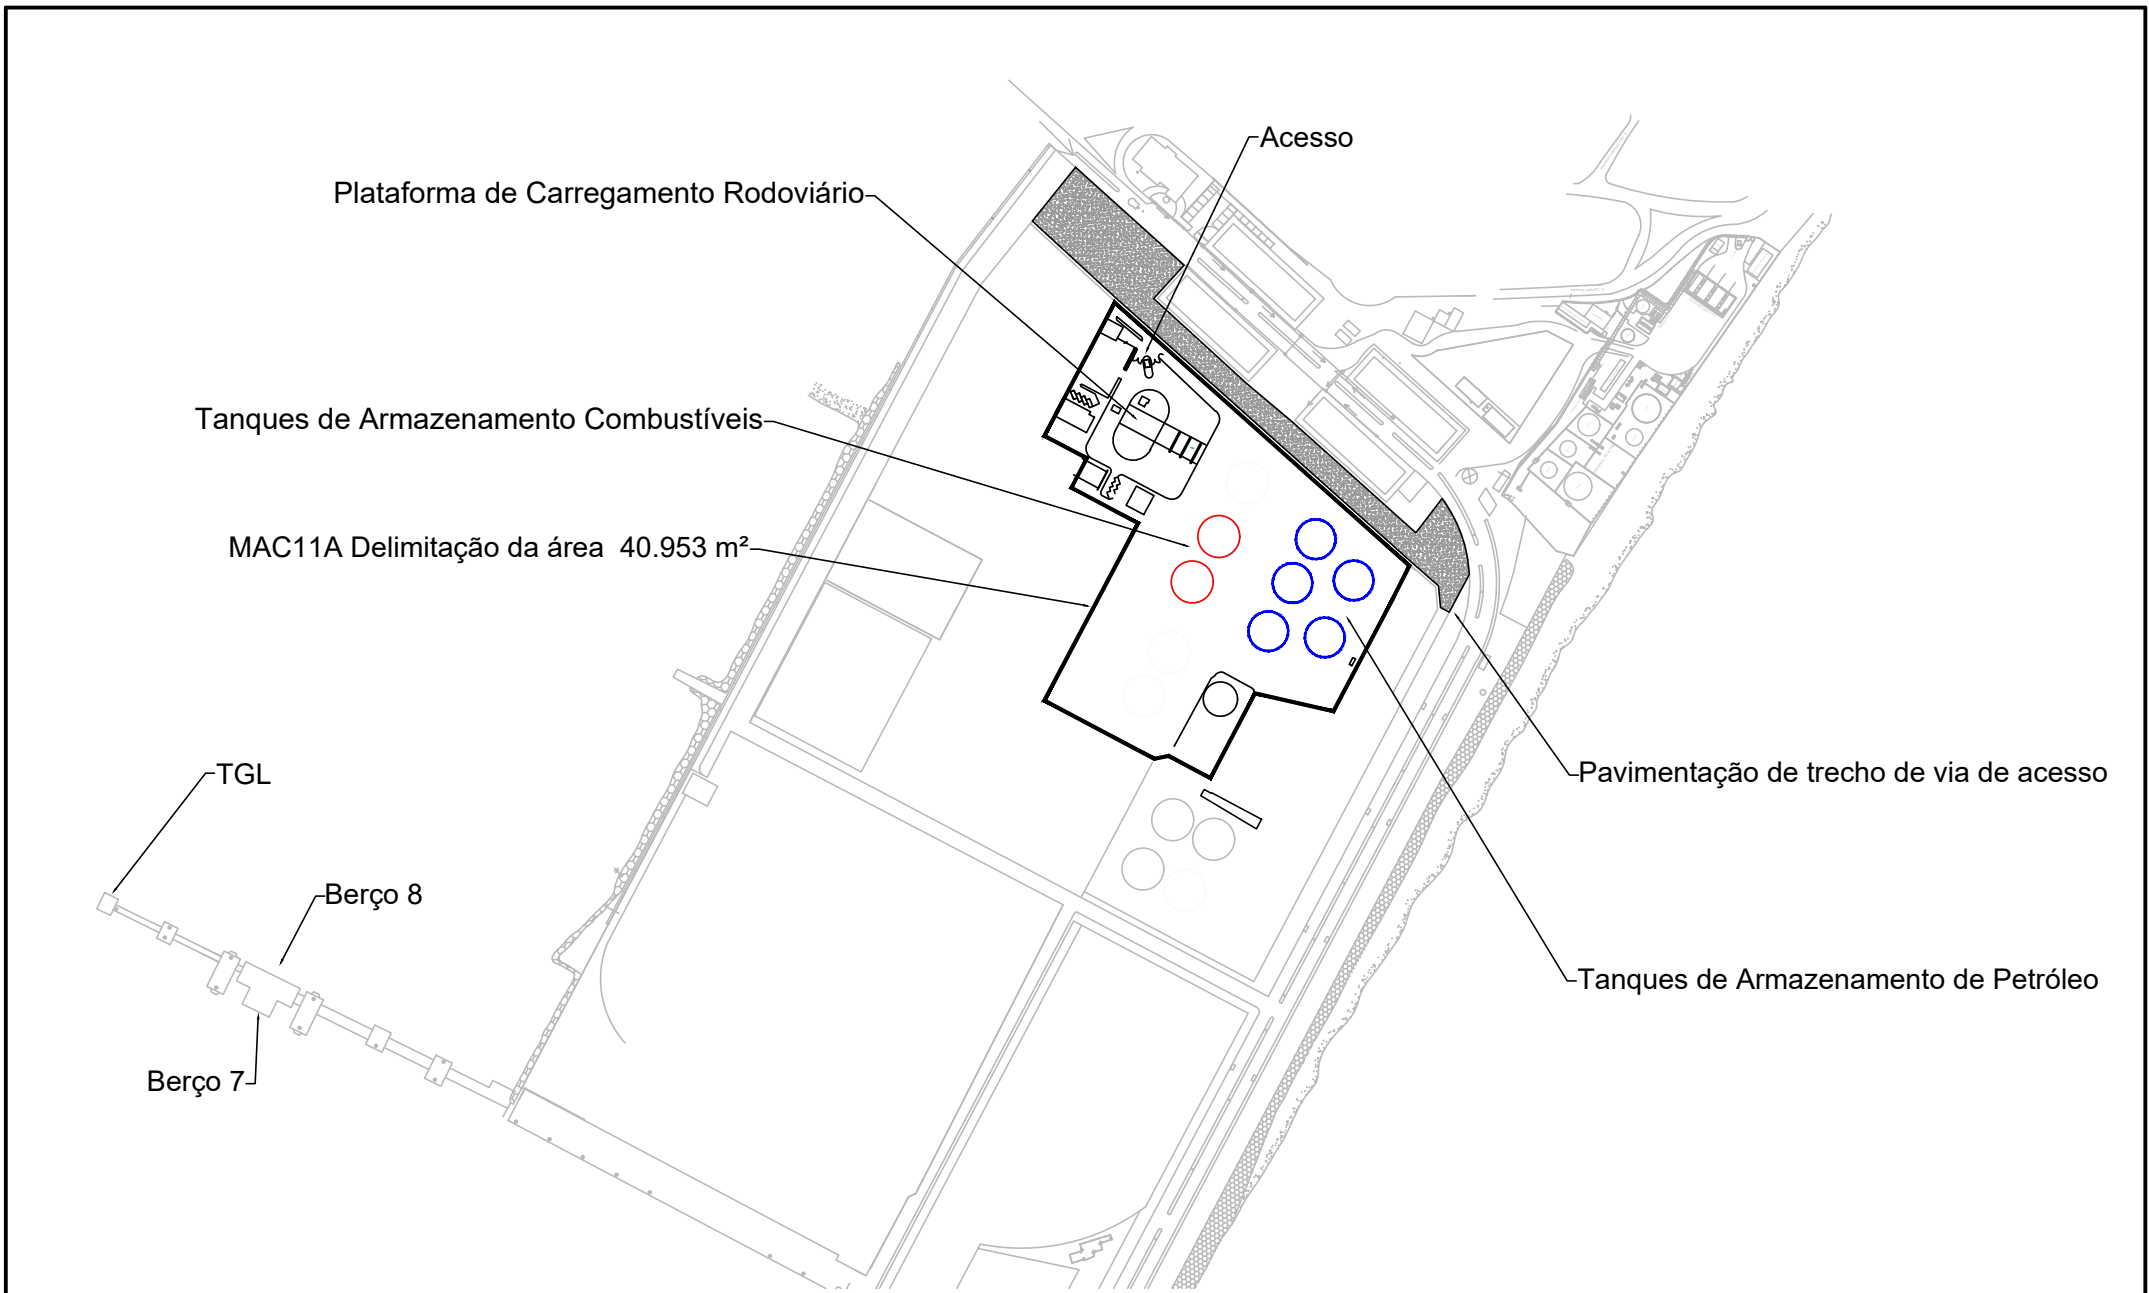 Acesso
Plataforma de Carregamento Rodoviário
Tanques de Armazenamento Combustíveis
MAC11A Delimitação da área  40.953 m²
TGL
Pavimentação de trecho de via de acesso
Berço 8
Tanques de Armazenamento de Petróleo
Berço 7